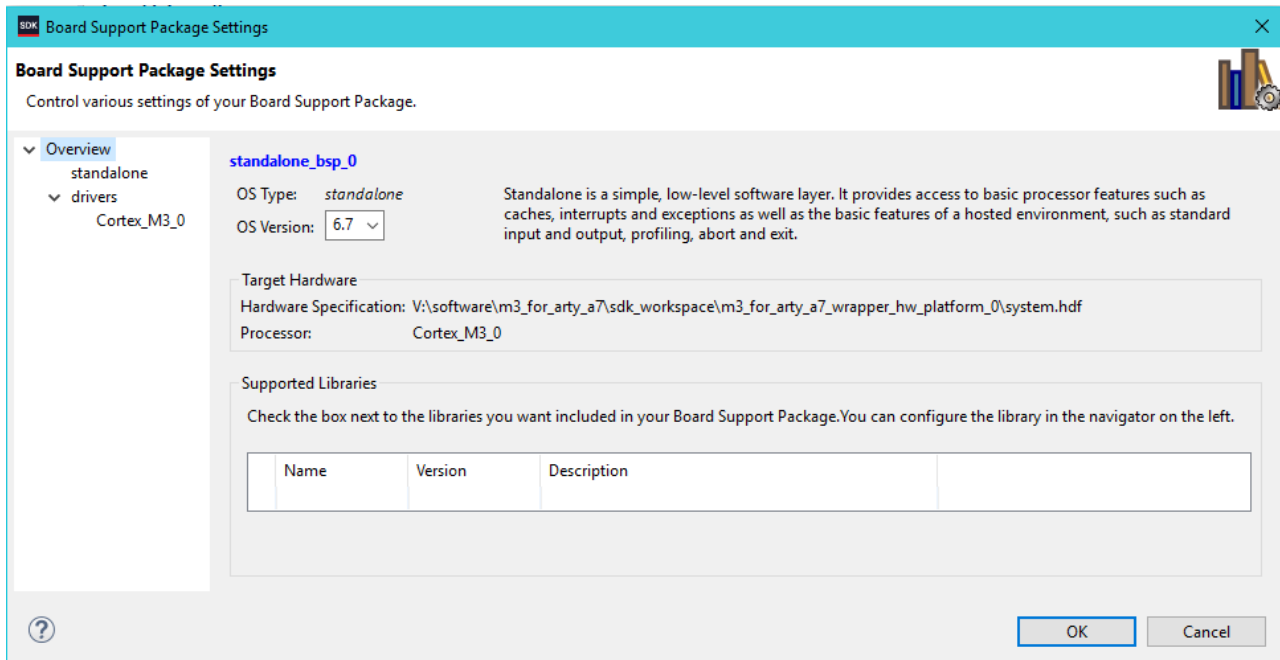 SDK Board Support Package Settings
Board Support Package Settings
Control various settings of your Board Support Package.
Overview
standalone
drivers
Cortex_M3_0
standalone_bsp_0
OS Type: standalone
OS Version: 6.7
Standalone is a simple, low-level software layer. It provides access to basic processor features such as
caches, interrupts and exceptions as well as the basic features of a hosted environment, such as standard
input and output, profiling, abort and exit.
Target Hardware
Hardware Specification: V:\software\m3_for_arty_a7\sdk_workspace\m3_for_arty_a7_wrapper_hw_platform_0\system.hdf
Processor: Cortex_M3_0
Supported Libraries
Check the box next to the libraries you want included in your Board Support Package.You can configure the library in the navigator on the left.
Name Version Description
?
OK Cancel